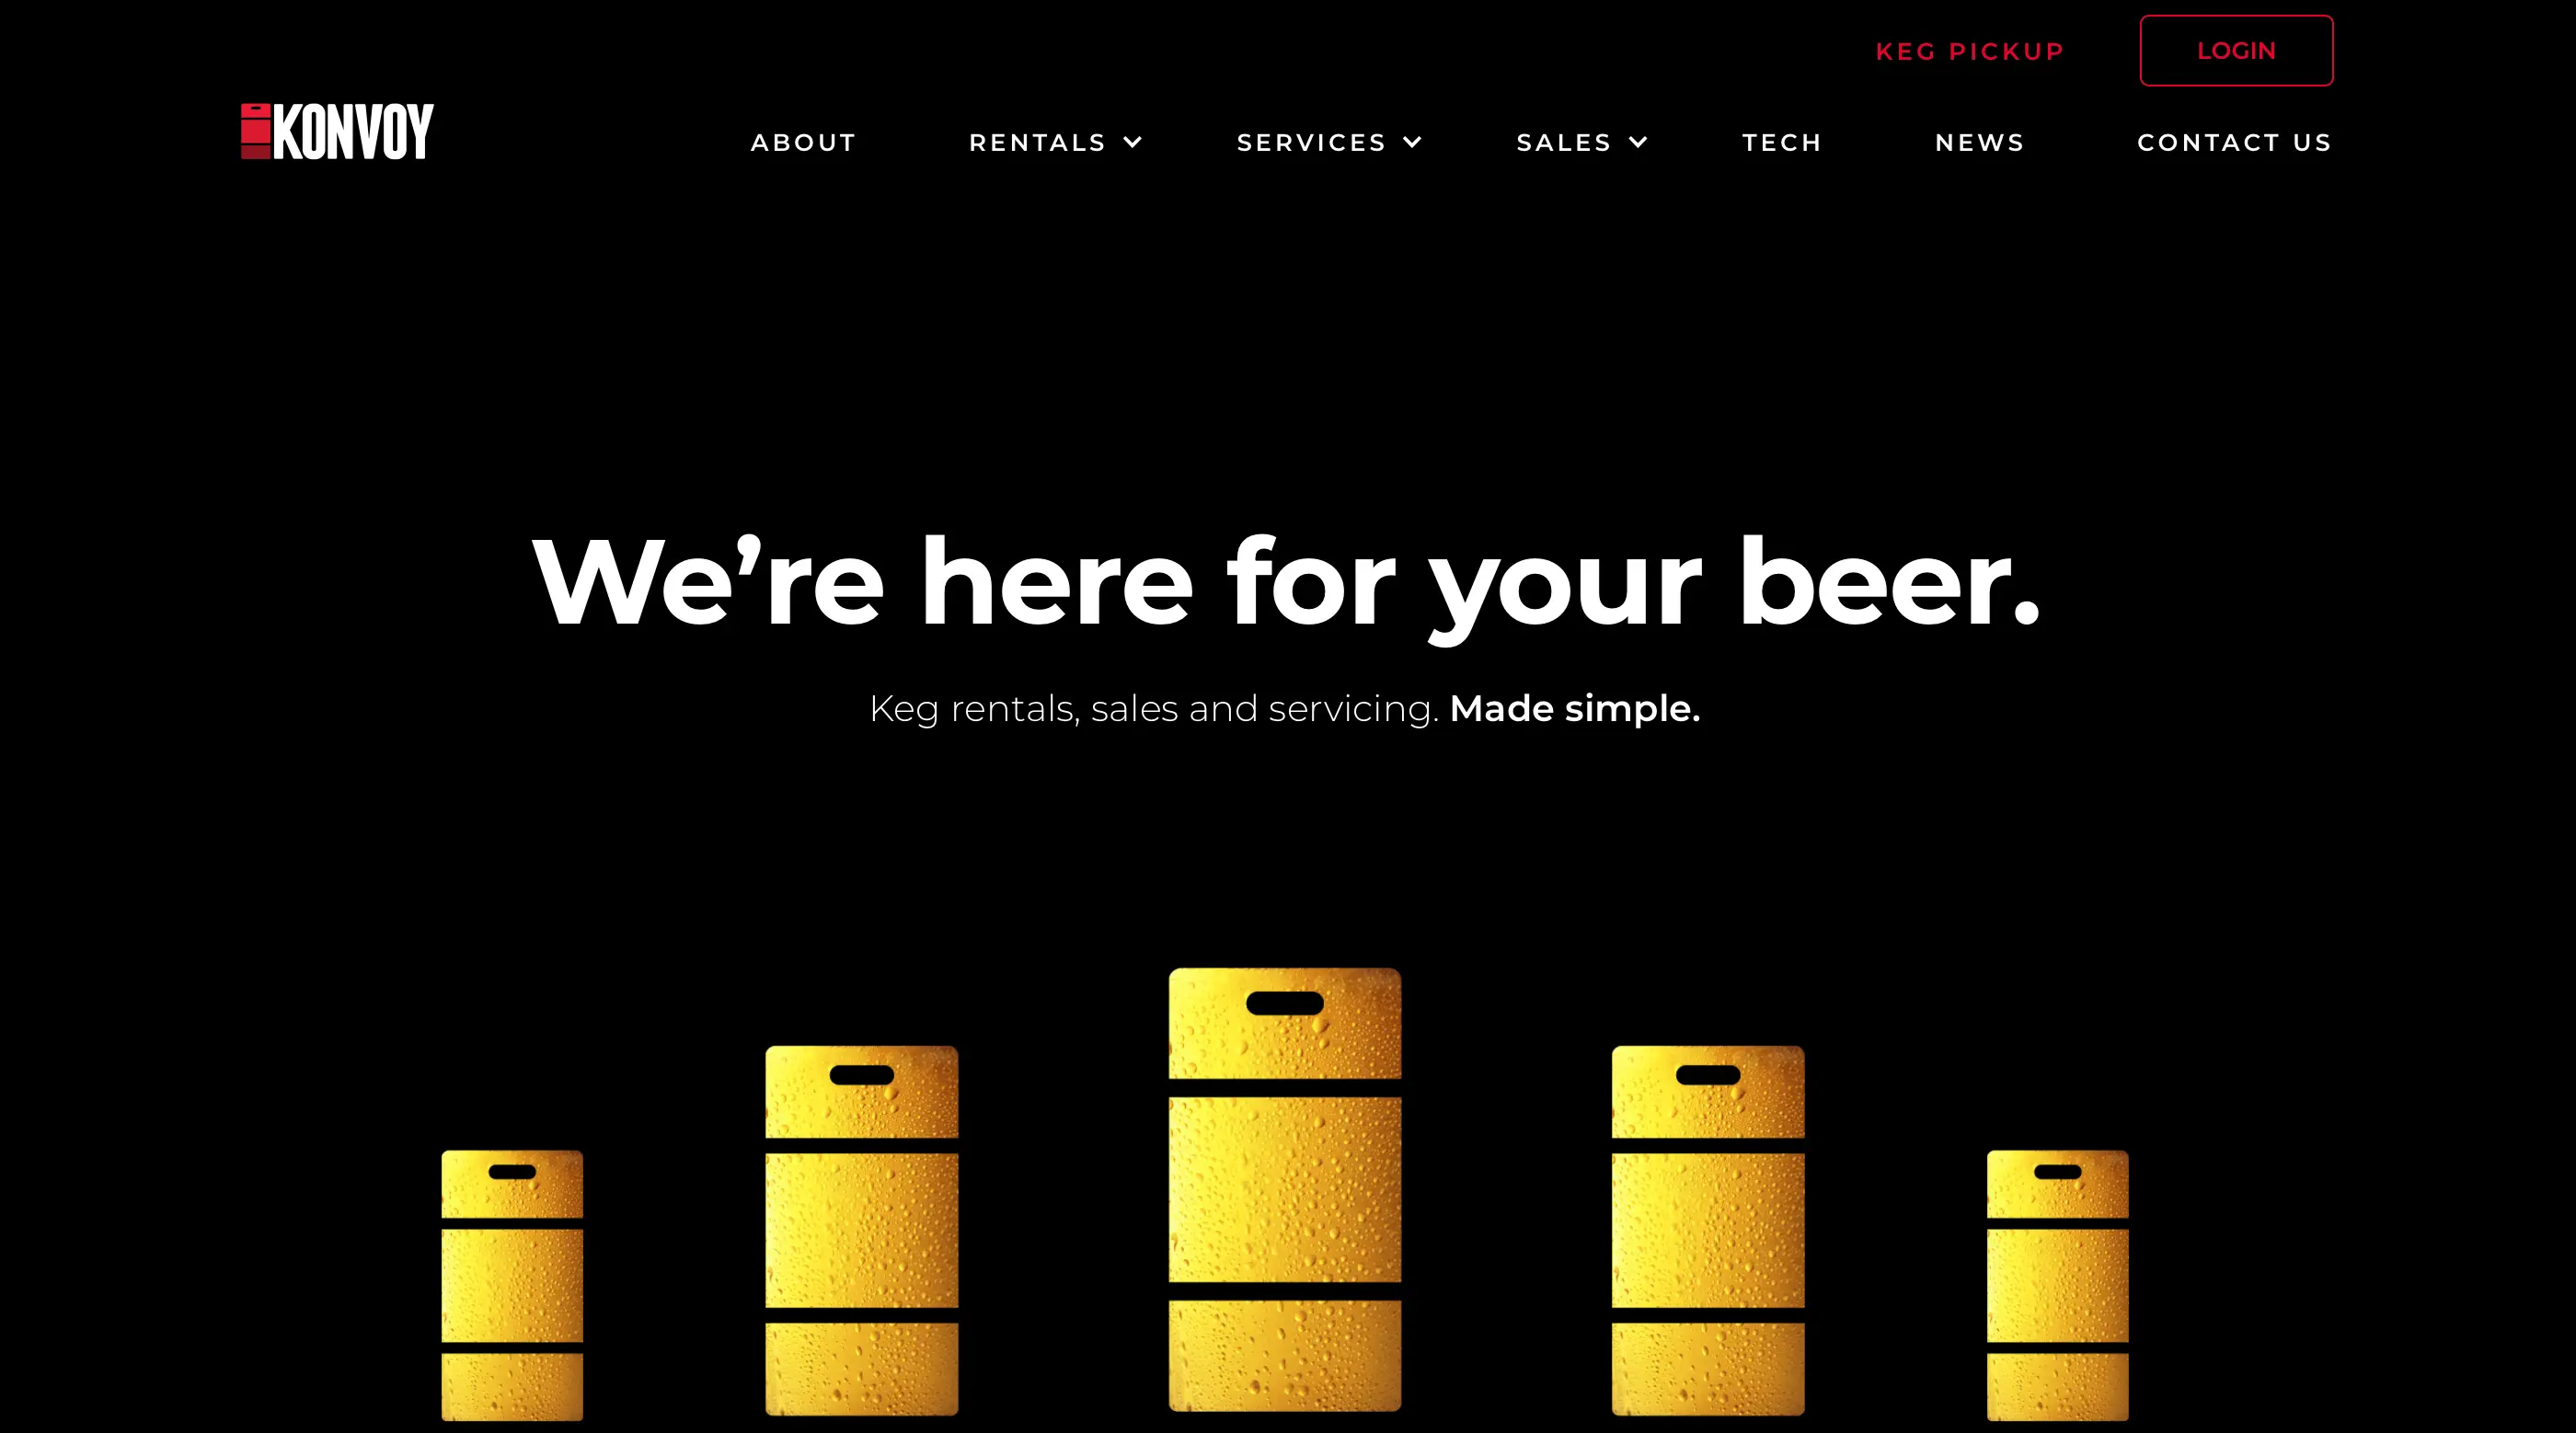 KEG PICKUP
LOGIN
KONVOY
ABOUT
RENTALS
SERVICES
SALES
TECH
NEWS
CONTACT US
We’re here for your beer.
Keg rentals, sales and servicing. Made simple.